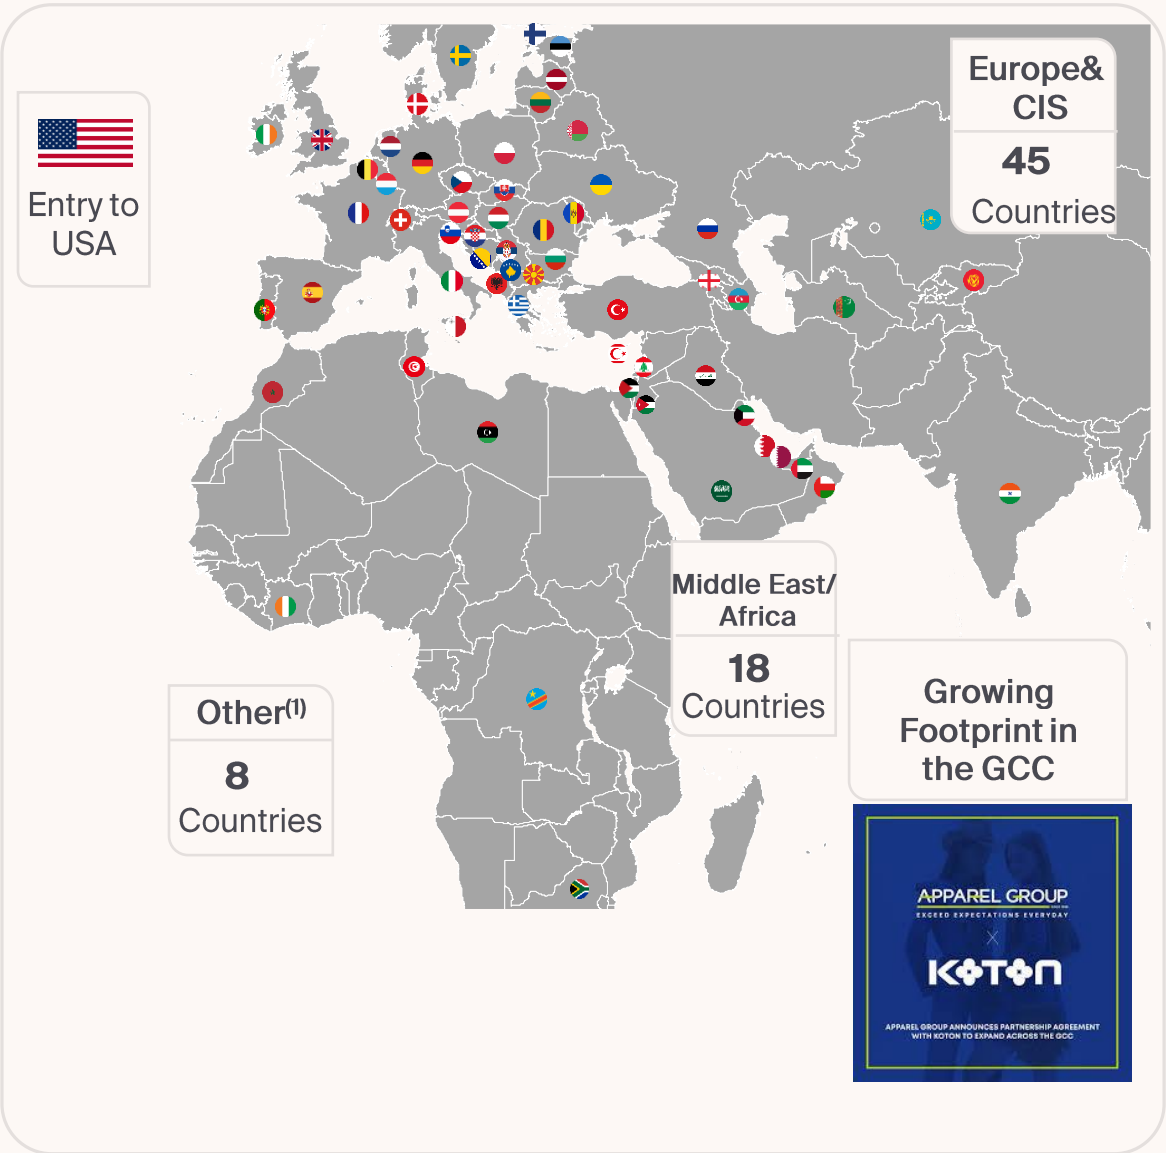 Entry to
USA
Europe&
CIS
45
Countries
Middle East/
Africa
18
Countries
Other(1)
8
Countries
Growing
Footprint in
the GCC
APPAREL GROUP
EXCEED EXPECTATIONS EVERYDAY
X
KOTON
APPAREL GROUP ANNOUNCES PARTNERSHIP AGREEMENT
WITH KOTON TO EXPAND ACROSS THE GCC